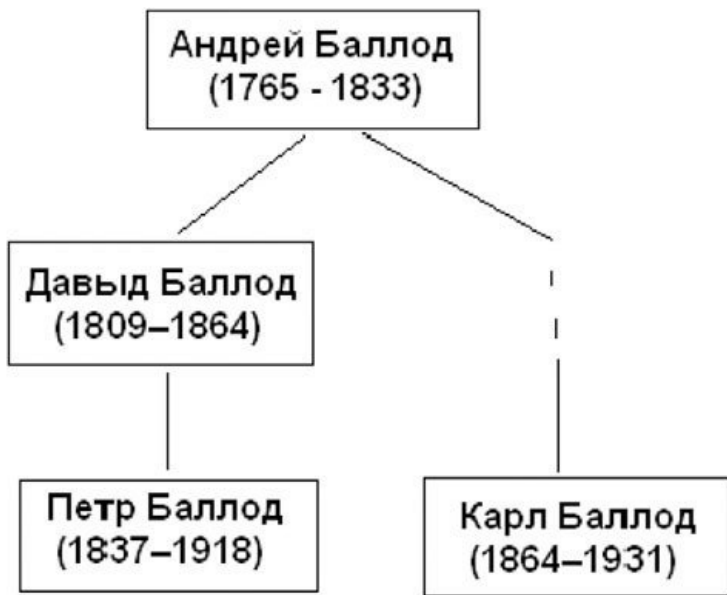 Андрей Баллод
(1765 - 1833)
Давыд Баллод
(1809–1864)
Петр Баллод
(1837–1918)
Карл Баллод
(1864–1931)